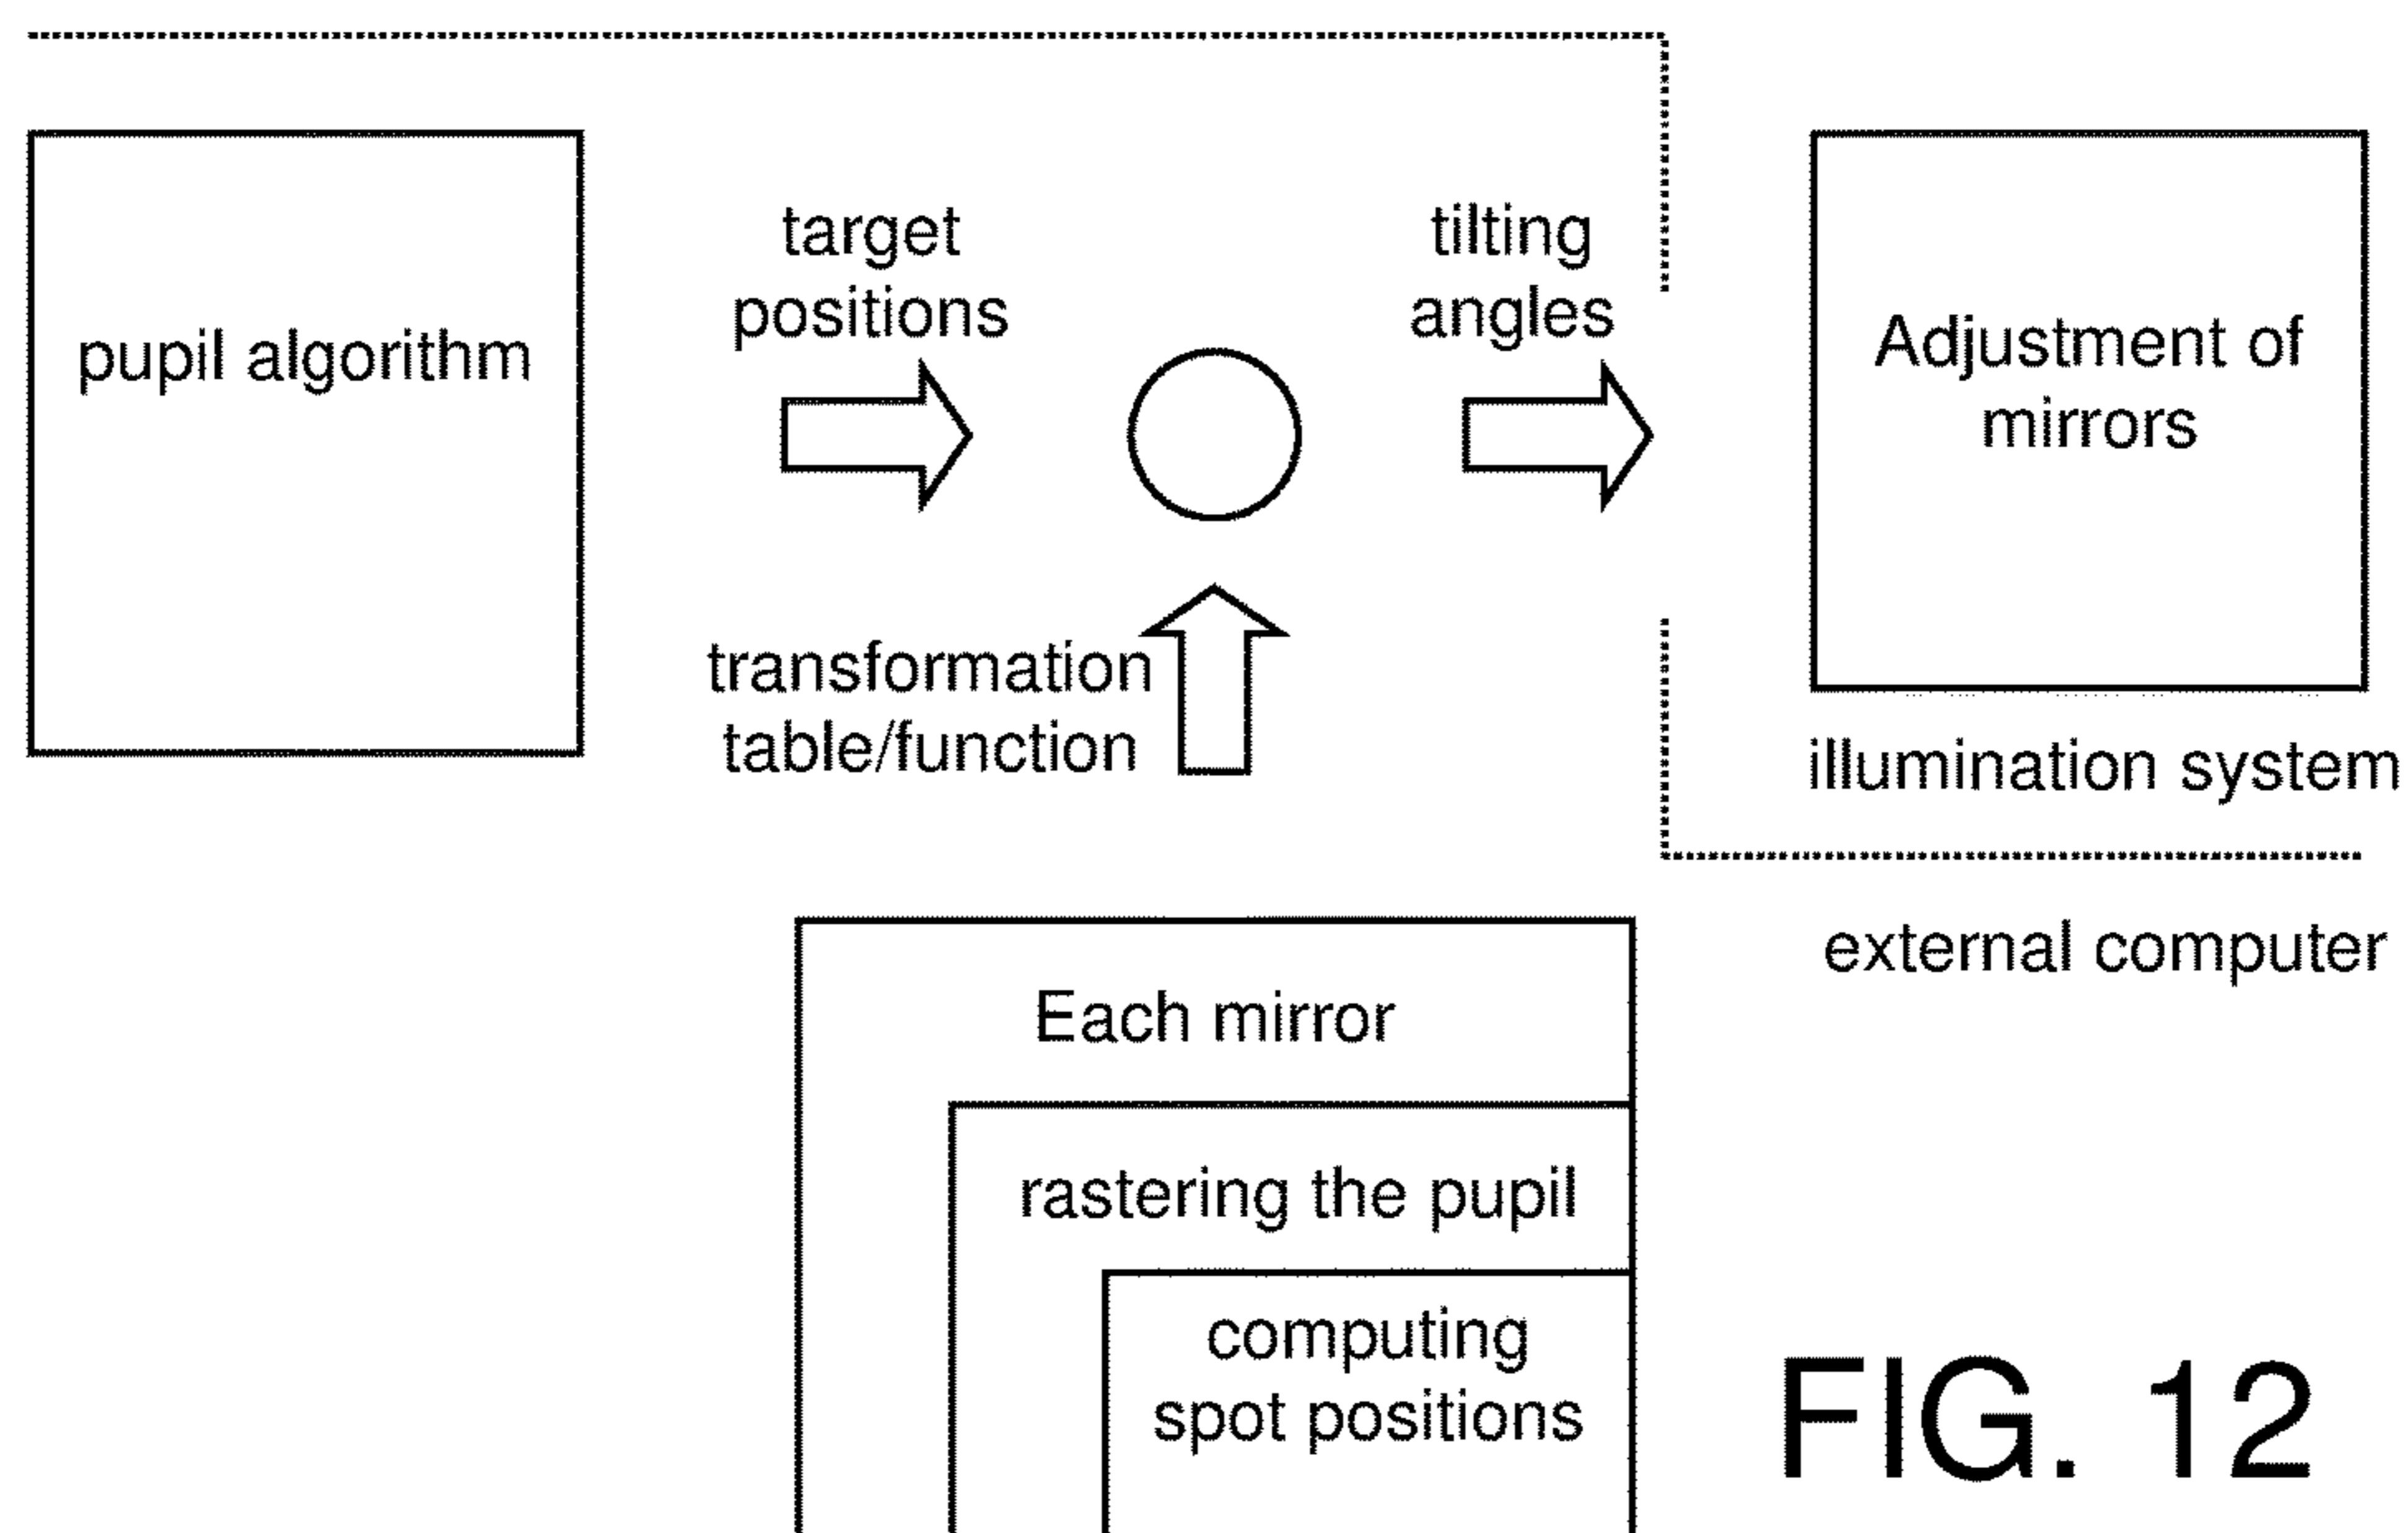 pupil algorithm
target
positions
tilting
angles
Adjustment of
mirrors
transformation
table/function
illumination system
external computer
Each mirror
rastering the pupil
computing
spot positions
FIG. 12